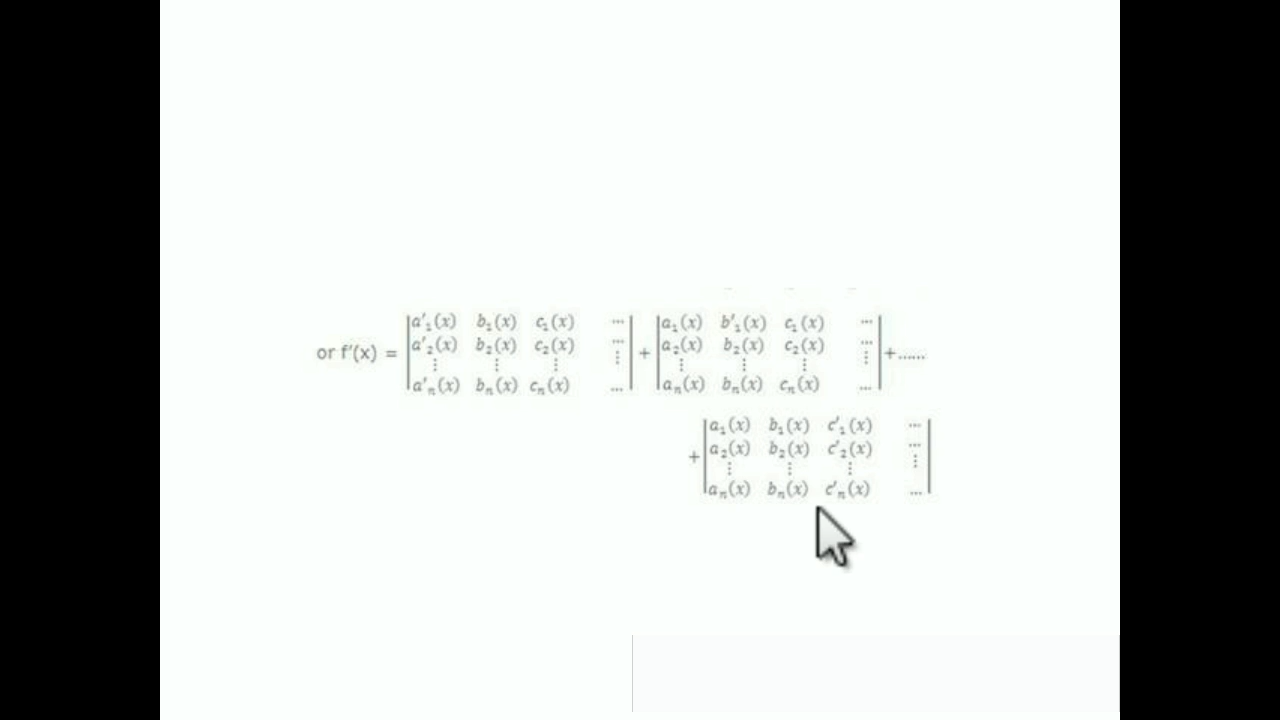 or f'(x) = |a'₁(x) b₁(x) c₁(x) ...| + |a₁(x) b'₁(x) c₁(x) ...| + ......
|a'₂(x) b₂(x) c₂(x) ...| |a₂(x) b₂(x) c₂(x) ...|
⋮ ⋮ ⋮ ⋮ ⋮ ⋮ ⋮ ⋮
|a'ₙ(x) bₙ(x) cₙ(x) ...| |aₙ(x) bₙ(x) cₙ(x) ...|
+ |a₁(x) b₁(x) c'₁(x) ...|
|a₂(x) b₂(x) c'₂(x) ...|
⋮ ⋮ ⋮ ⋮
|aₙ(x) bₙ(x) c'ₙ(x) ...|